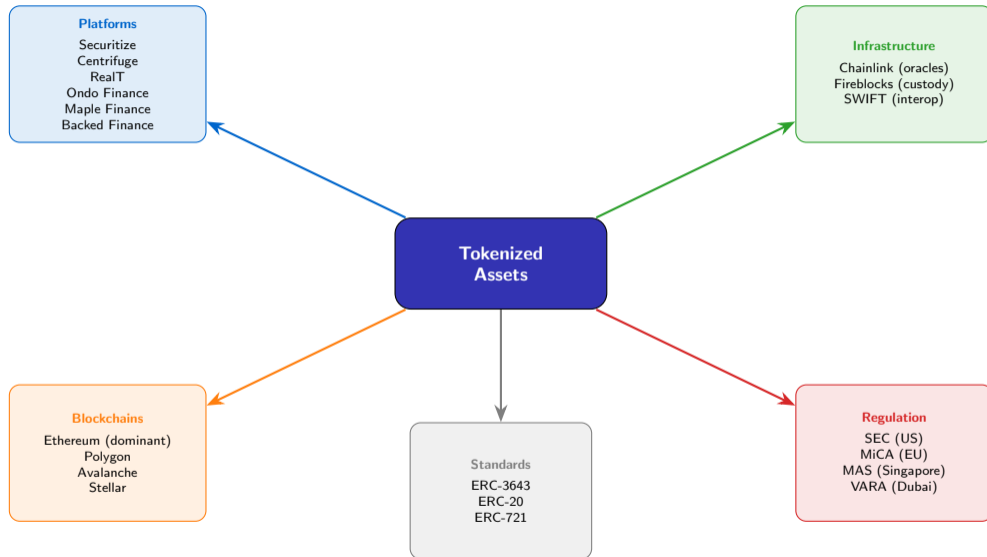 Platforms
Securitize
Centrifuge
RealT
Ondo Finance
Maple Finance
Backed Finance
Infrastructure
Chainlink (oracles)
Fireblocks (custody)
SWIFT (interop)
Tokenized
Assets
Blockchains
Ethereum (dominant)
Polygon
Avalanche
Stellar
Standards
ERC-3643
ERC-20
ERC-721
Regulation
SEC (US)
MiCA (EU)
MAS (Singapore)
VARA (Dubai)